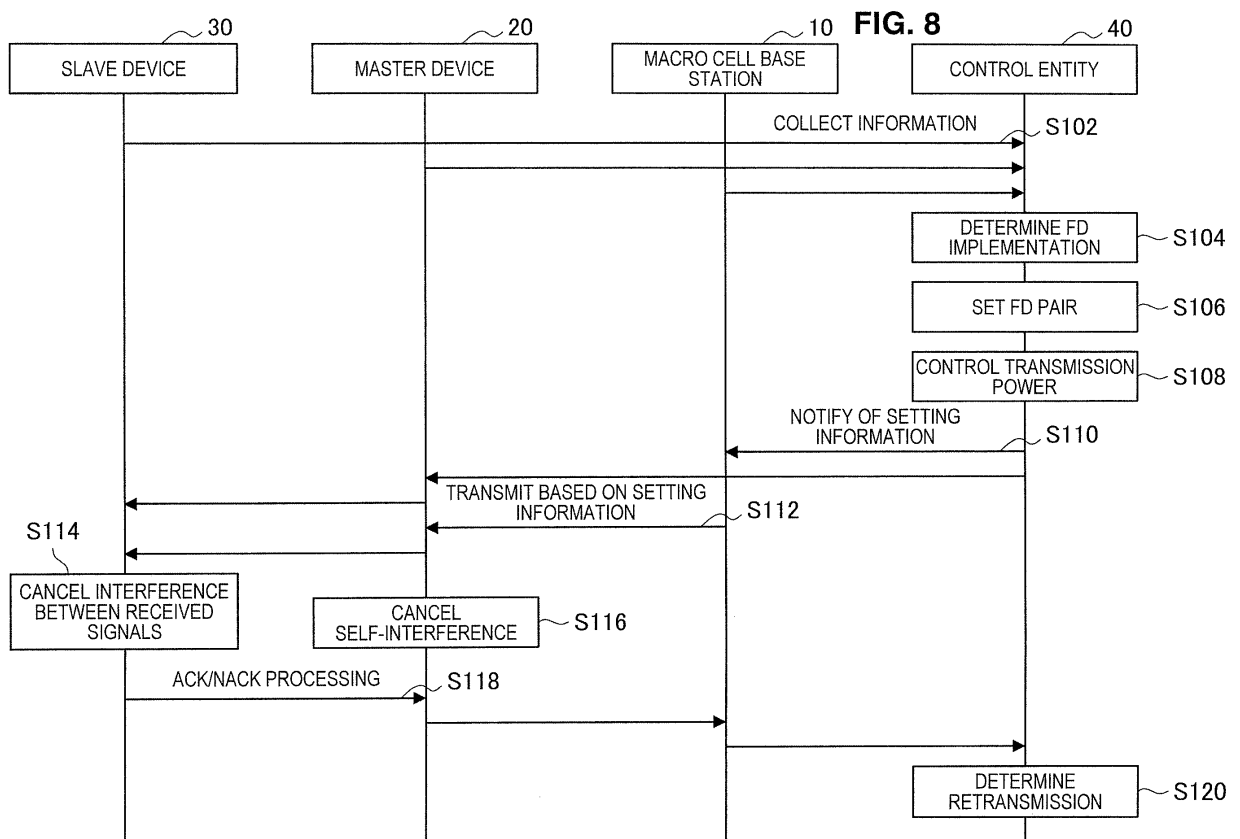 FIG. 8
30
20
10
40
SLAVE DEVICE
MASTER DEVICE
MACRO CELL BASE
STATION
CONTROL ENTITY
COLLECT INFORMATION
S102
DETERMINE FD
IMPLEMENTATION
S104
SET FD PAIR
S106
CONTROL TRANSMISSION
POWER
S108
NOTIFY OF SETTING
INFORMATION
S110
TRANSMIT BASED ON SETTING
INFORMATION
S112
S114
CANCEL INTERFERENCE
BETWEEN RECEIVED
SIGNALS
CANCEL
SELF-INTERFERENCE
S116
ACK/NACK PROCESSING
S118
DETERMINE
RETRANSMISSION
S120